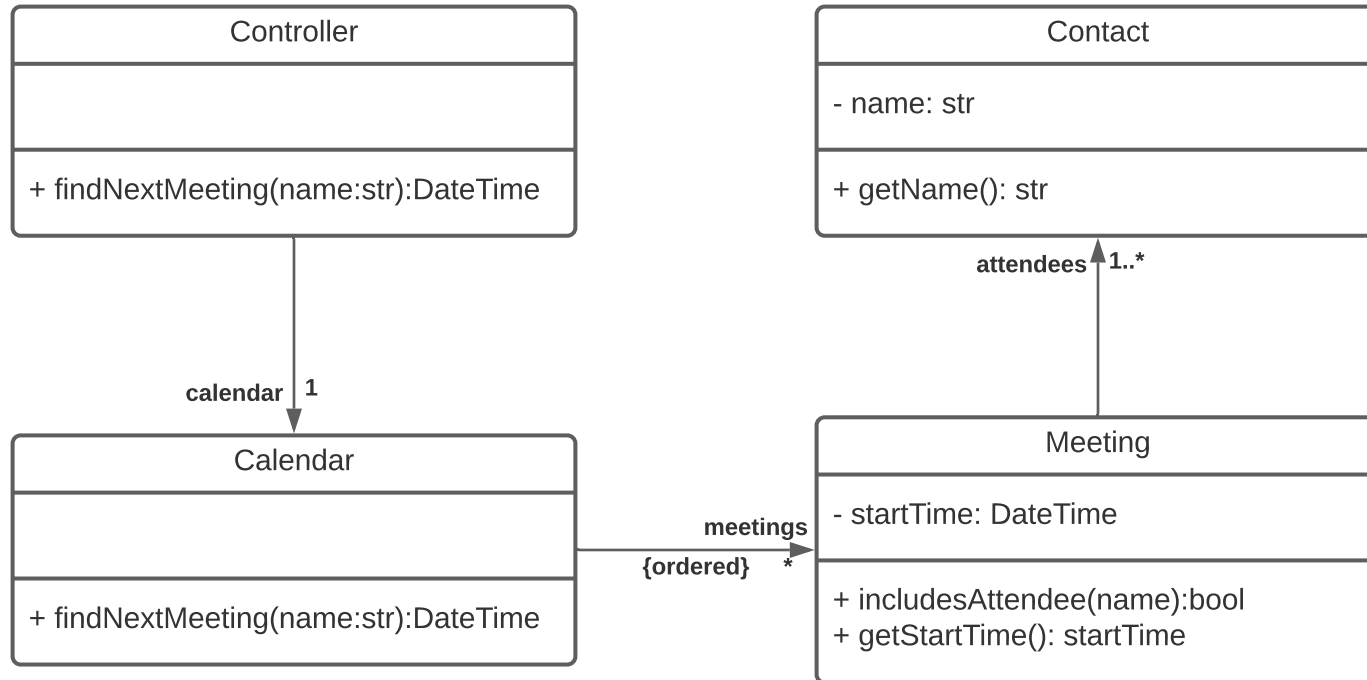 Controller
+ findNextMeeting(name:str):DateTime
Contact
- name: str
+ getName(): str
attendees 1..*
calendar 1
Calendar
+ findNextMeeting(name:str):DateTime
meetings
{ordered} *
Meeting
- startTime: DateTime
+ includesAttendee(name):bool
+ getStartTime(): startTime